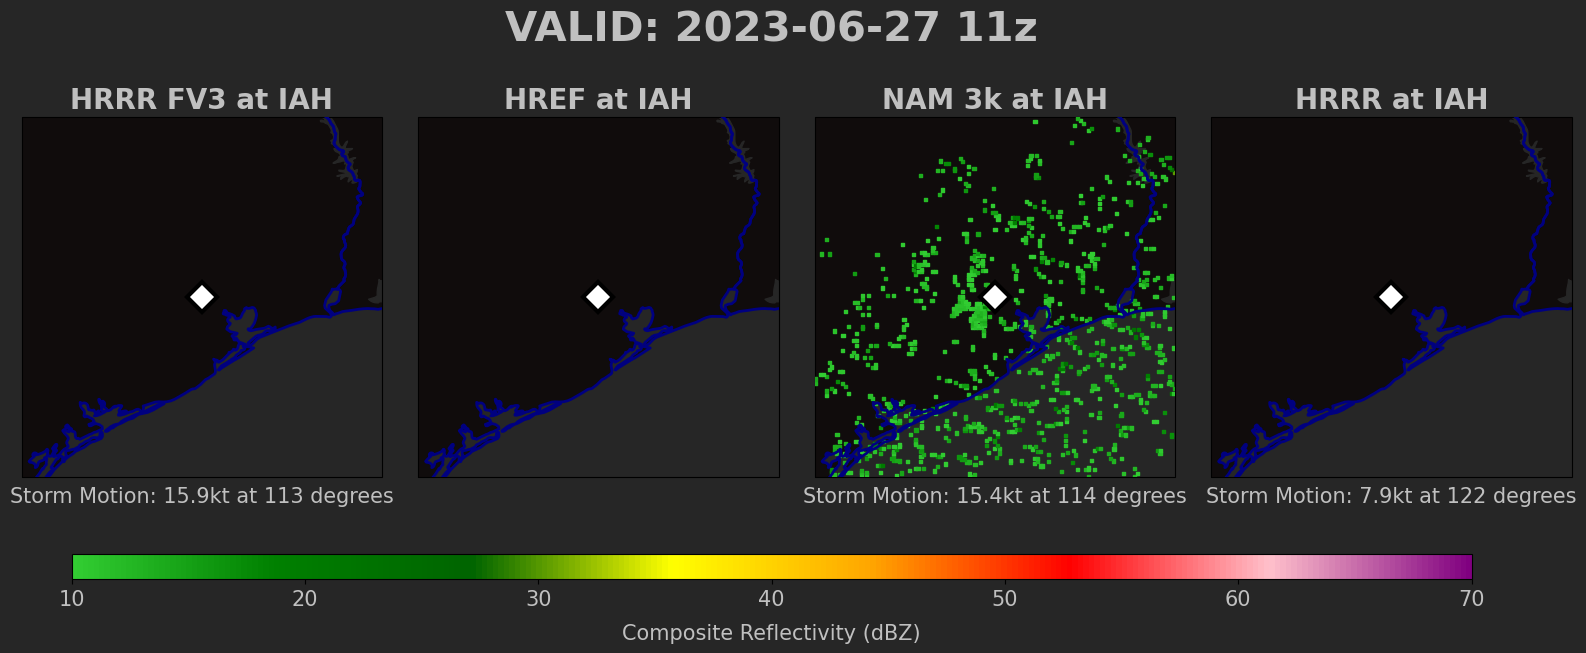 VALID: 2023-06-27 11z
HRRR FV3 at IAH
HREF at IAH
NAM 3k at IAH
HRRR at IAH
Storm Motion: 15.9kt at 113 degrees
Storm Motion: 15.4kt at 114 degrees
Storm Motion: 7.9kt at 122 degrees
10 20 30 40 50 60 70
Composite Reflectivity (dBZ)